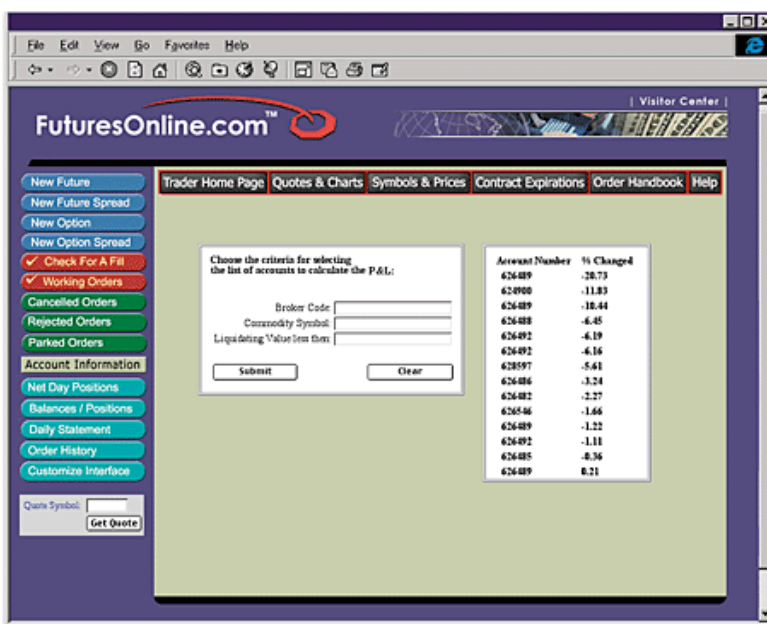 File Edit View Go Favorites Help
| Visitor Center |
FuturesOnline.com™
Trader Home Page Quotes & Charts Symbols & Prices Contract Expirations Order Handbook Help
New Future
New Future Spread
New Option
New Option Spread
✓ Check For A Fill
✓ Working Orders
Cancelled Orders
Rejected Orders
Parked Orders
Account Information
Net Day Positions
Balances / Positions
Daily Statement
Order History
Customize Interface
Quote Symbol:
Get Quote
Choose the criteria for selecting
the list of accounts to calculate the P&L:
Broker Code:
Commodity Symbol:
Liquidating Value less then:
Submit Clear
Account Number % Changed
626489 -20.73
624900 -11.83
626489 -10.44
626488 -6.45
626492 -6.19
626492 -6.16
628597 -5.61
626486 -3.24
626482 -2.27
626546 -1.66
626489 -1.22
626492 -1.11
626485 -0.36
626489 0.21